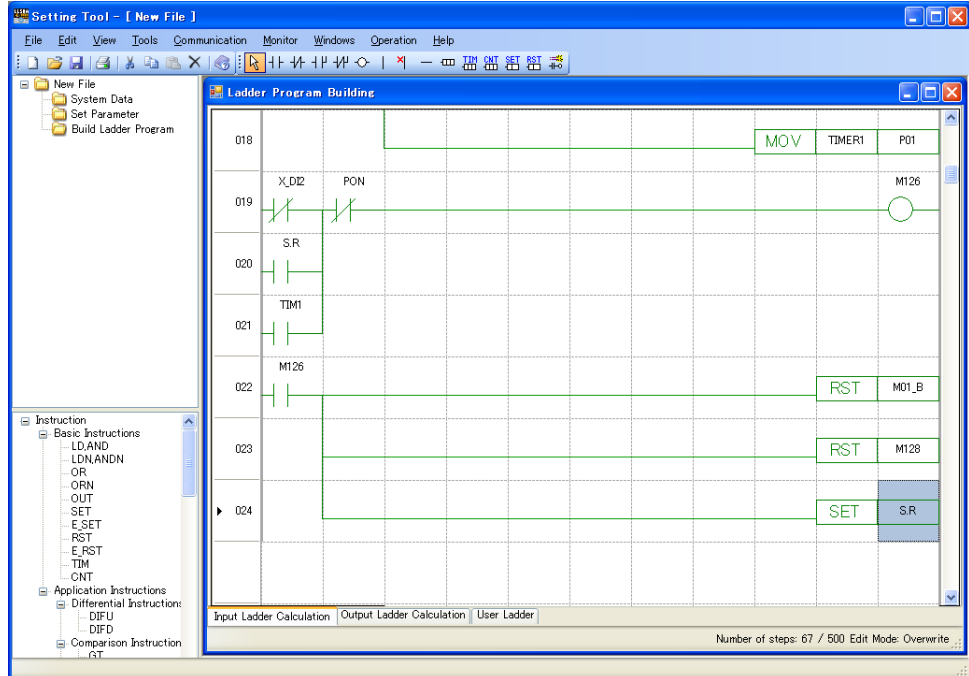 Setting Tool - [ New File ]
File Edit View Tools Communication Monitor Windows Operation Help
TIM CNT SET RST
New File
System Data
Set Parameter
Build Ladder Program
Ladder Program Building
018 MOV TIMER1 P01
X_DI2 PON M126
019
S.R
020
TIM1
021
M126
022 RST M01_B
023 RST M128
024 SET S.R
Instruction
Basic Instructions
LD,AND
LDN,ANDN
OR
ORN
OUT
SET
E_SET
RST
E_RST
TIM
CNT
Application Instructions
Differential Instructions
DIFU
DIFD
Comparison Instruction
GT
Input Ladder Calculation Output Ladder Calculation User Ladder
Number of steps: 67 / 500 Edit Mode: Overwrite